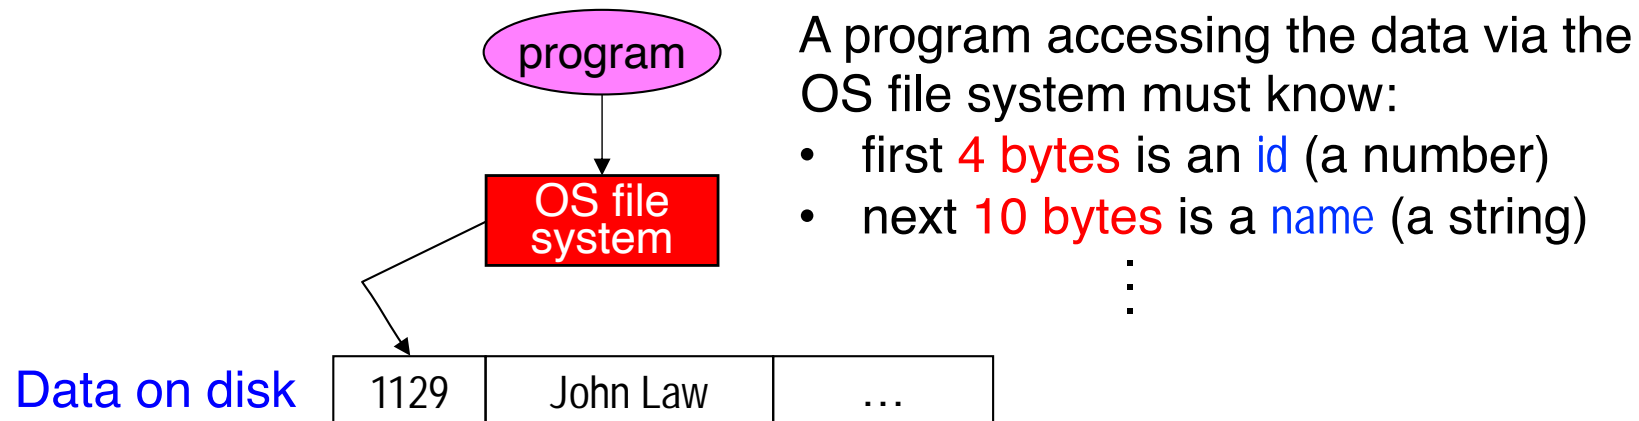 program
OS file
system
A program accessing the data via the
OS file system must know:
• first 4 bytes is an id (a number)
• next 10 bytes is a name (a string)
⋮
Data on disk
1129
John Law
…